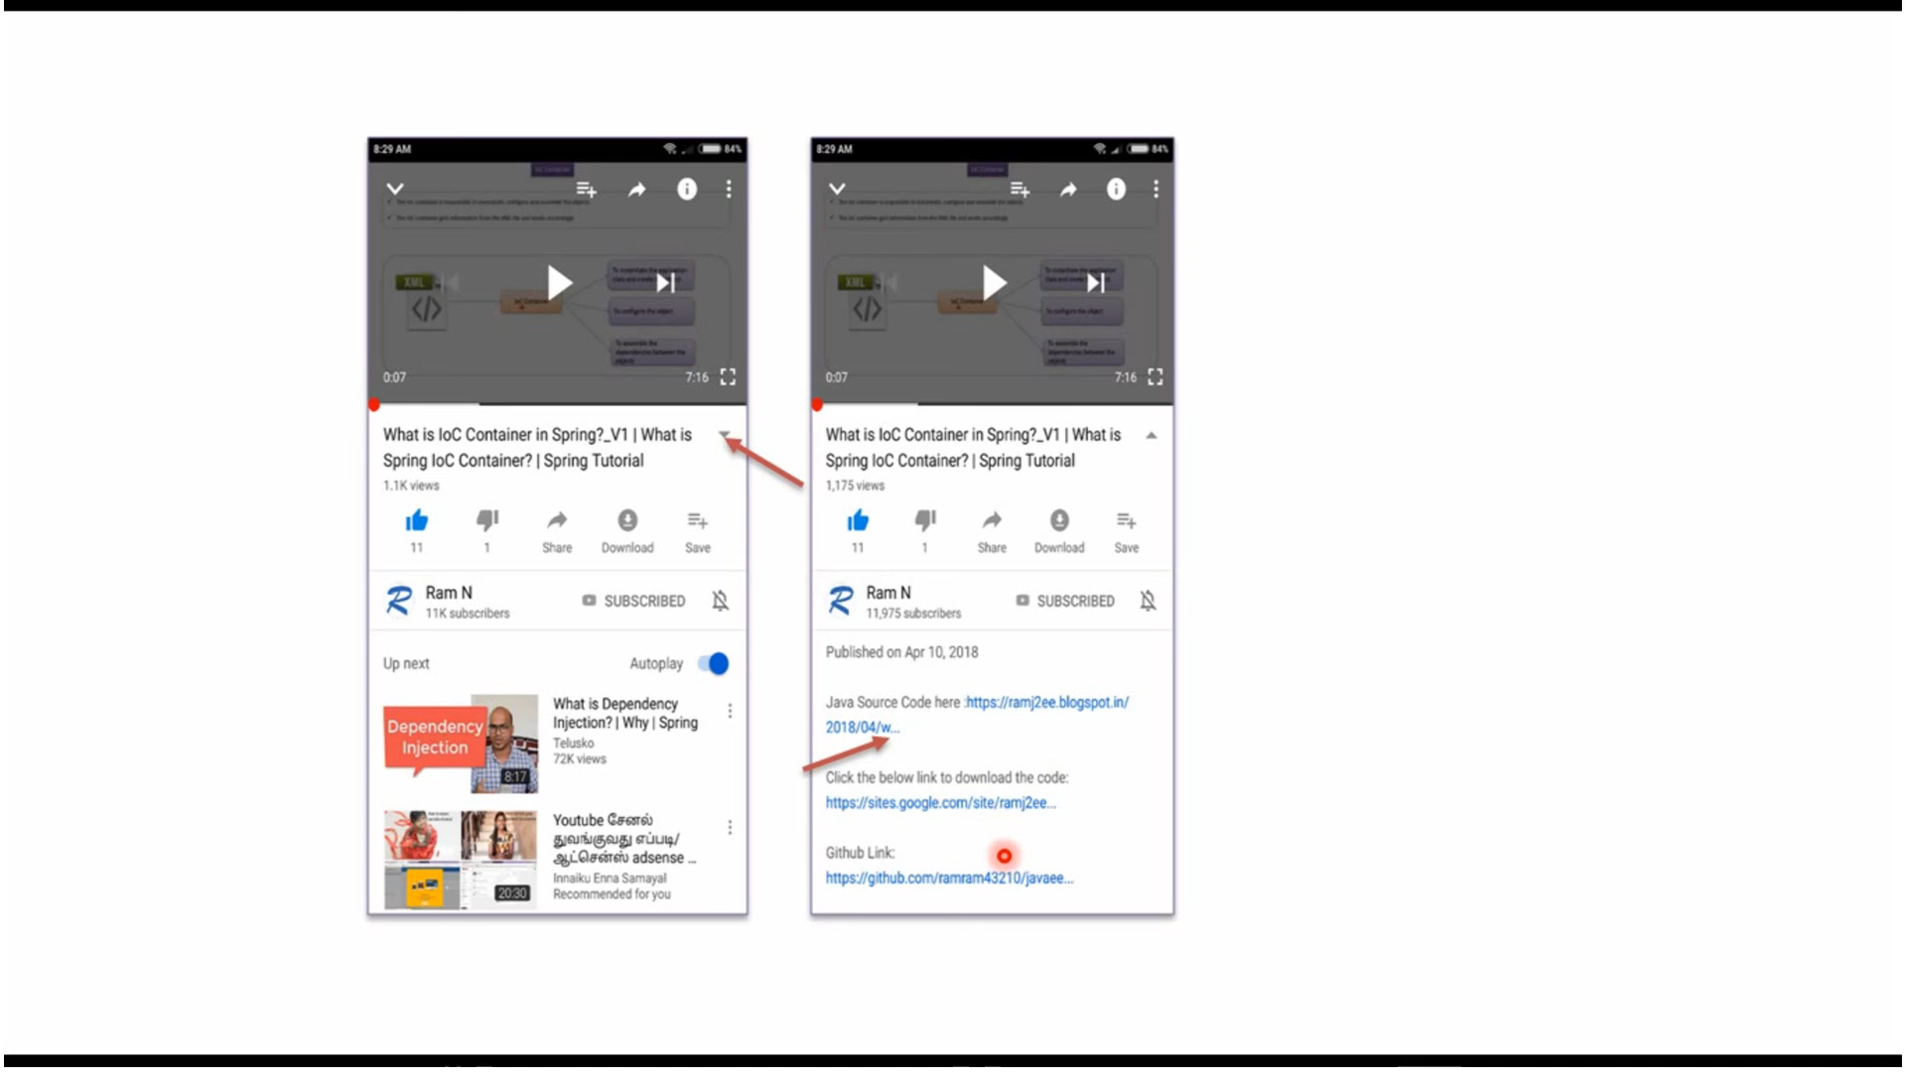 8:29 AM
84%
XML
0:07
7:16
What is IoC Container in Spring?_V1 | What is
Spring IoC Container? | Spring Tutorial
1.1K views
11
1
Share
Download
Save
Ram N
11K subscribers
SUBSCRIBED
Up next
Autoplay
Dependency
Injection
8:17
What is Dependency
Injection? | Why | Spring
Telusko
72K views
20:30
Youtube சேனல்
துவங்குவது எப்படி/
ஆட்சென்ஸ் adsense ...
Innaiku Enna Samayal
Recommended for you
8:29 AM
84%
XML
To configure the object
0:07
7:16
What is IoC Container in Spring?_V1 | What is
Spring IoC Container? | Spring Tutorial
1,175 views
11
1
Share
Download
Save
Ram N
11,975 subscribers
SUBSCRIBED
Published on Apr 10, 2018
Java Source Code here :https://ramj2ee.blogspot.in/
2018/04/w...
Click the below link to download the code:
https://sites.google.com/site/ramj2ee...
Github Link:
https://github.com/ramram43210/javaee...